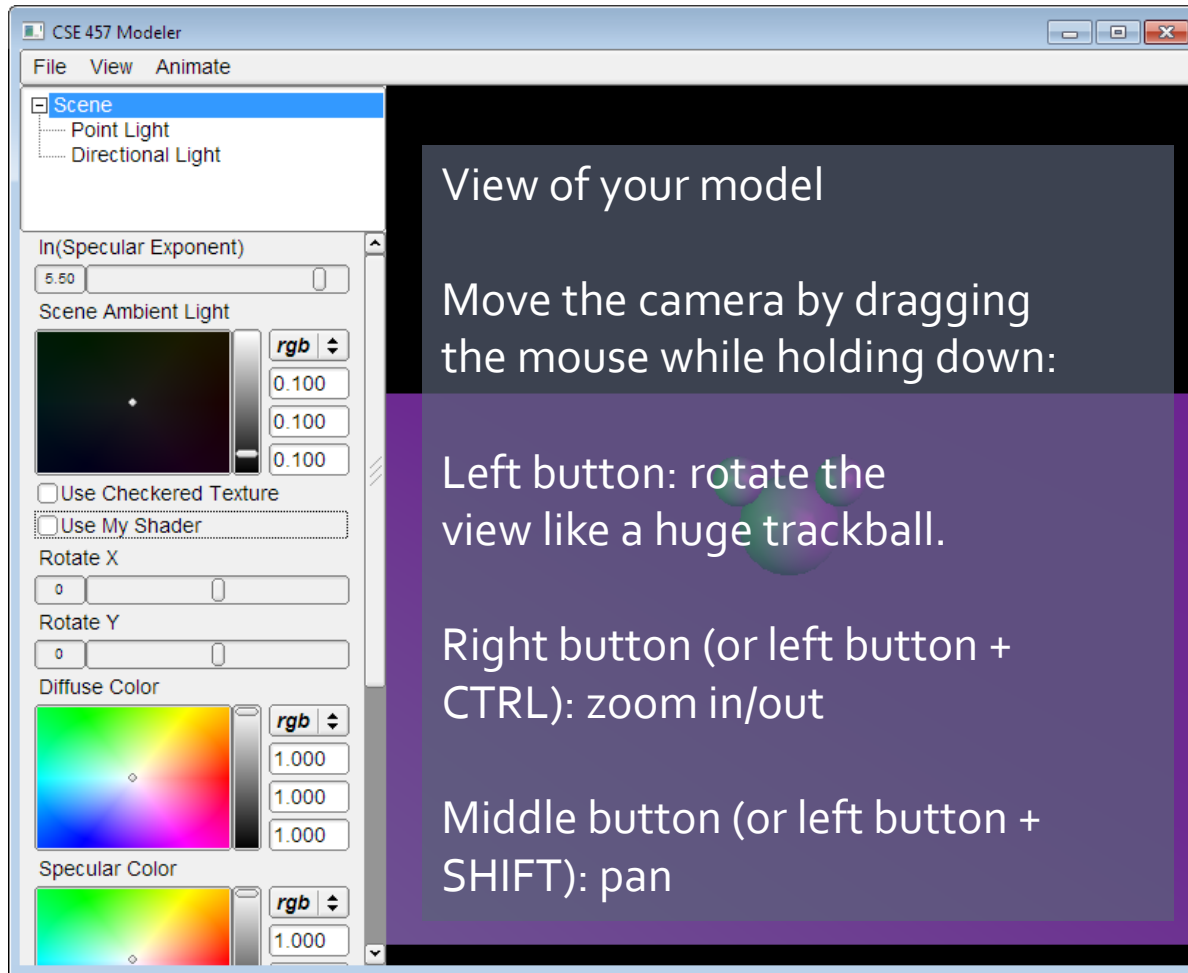 CSE 457 Modeler
File View Animate
Scene
Point Light
Directional Light
ln(Specular Exponent)
5.50
Scene Ambient Light
rgb
0.100
0.100
0.100
Use Checkered Texture
Use My Shader
Rotate X
0
Rotate Y
0
Diffuse Color
rgb
1.000
1.000
1.000
Specular Color
rgb
1.000
View of your model
Move the camera by dragging
the mouse while holding down:
Left button: rotate the
view like a huge trackball.
Right button (or left button +
CTRL): zoom in/out
Middle button (or left button +
SHIFT): pan